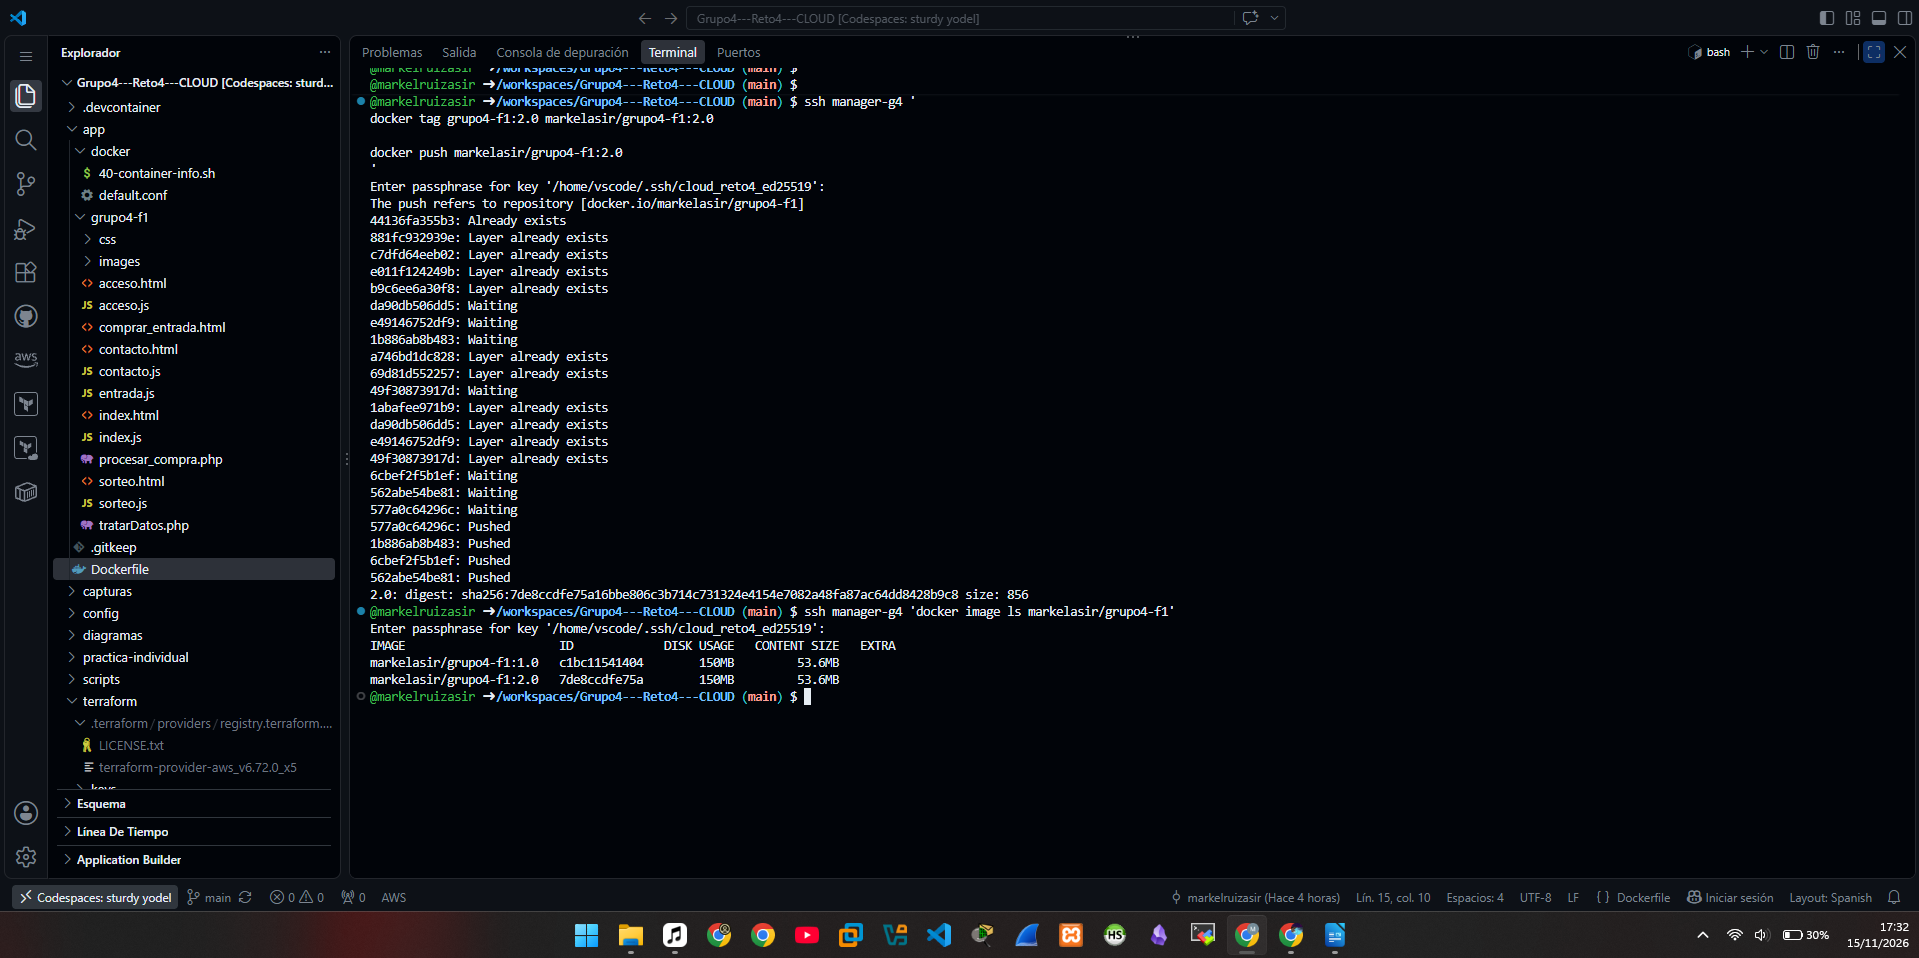 Grupo4---Reto4---CLOUD [Codespaces: sturdy yodel]
Explorador
Grupo4---Reto4---CLOUD [Codespaces: sturd...
.devcontainer
app
docker
$ 40-container-info.sh
default.conf
grupo4-f1
css
images
<> acceso.html
JS acceso.js
<> comprar_entrada.html
<> contacto.html
JS contacto.js
JS entrada.js
<> index.html
JS index.js
procesar_compra.php
<> sorteo.html
JS sorteo.js
tratarDatos.php
.gitkeep
Dockerfile
capturas
config
diagramas
practica-individual
scripts
terraform
.terraform / providers / registry.terraform....
LICENSE.txt
terraform-provider-aws_v6.72.0_x5
keys
Esquema
Línea De Tiempo
Application Builder
aws
Problemas Salida Consola de depuración Terminal Puertos
bash
@markelruizasir ➜/workspaces/Grupo4---Reto4---CLOUD (main) $
@markelruizasir ➜/workspaces/Grupo4---Reto4---CLOUD (main) $
@markelruizasir ➜/workspaces/Grupo4---Reto4---CLOUD (main) $ ssh manager-g4 '
docker tag grupo4-f1:2.0 markelasir/grupo4-f1:2.0
docker push markelasir/grupo4-f1:2.0
'
Enter passphrase for key '/home/vscode/.ssh/cloud_reto4_ed25519':
The push refers to repository [docker.io/markelasir/grupo4-f1]
44136fa355b3: Already exists
881fc932939e: Layer already exists
c7dfd64eeb02: Layer already exists
e011f124249b: Layer already exists
b9c6ee6a30f8: Layer already exists
da90db506dd5: Waiting
e49146752df9: Waiting
1b886ab8b483: Waiting
a746bd1dc828: Layer already exists
69d81d552257: Layer already exists
49f30873917d: Waiting
1abafee971b9: Layer already exists
da90db506dd5: Layer already exists
e49146752df9: Layer already exists
49f30873917d: Layer already exists
6cbef2f5b1ef: Waiting
562abe54be81: Waiting
577a0c64296c: Waiting
577a0c64296c: Pushed
1b886ab8b483: Pushed
6cbef2f5b1ef: Pushed
562abe54be81: Pushed
2.0: digest: sha256:7de8ccdfe75a16bbe806c3b714c731324e4154e7082a48fa87ac64dd8428b9c8 size: 856
@markelruizasir ➜/workspaces/Grupo4---Reto4---CLOUD (main) $ ssh manager-g4 'docker image ls markelasir/grupo4-f1'
Enter passphrase for key '/home/vscode/.ssh/cloud_reto4_ed25519':
IMAGE ID DISK USAGE CONTENT SIZE EXTRA
markelasir/grupo4-f1:1.0 c1bc11541404 150MB 53.6MB
markelasir/grupo4-f1:2.0 7de8ccdfe75a 150MB 53.6MB
@markelruizasir ➜/workspaces/Grupo4---Reto4---CLOUD (main) $
Codespaces: sturdy yodel main 0 0 0 AWS markelruizasir (Hace 4 horas) Lín. 15, col. 10 Espacios: 4 UTF-8 LF { } Dockerfile Iniciar sesión Layout: Spanish
HS
30%
17:32
15/11/2026